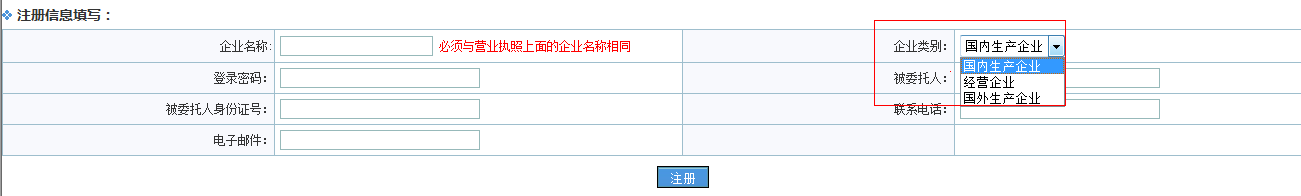 注册信息填写：
企业名称: 必须与营业执照上面的企业名称相同 企业类别： 国内生产企业
国内生产企业
登录密码： 被委托人：
经营企业
国外生产企业
被委托人身份证号： 联系电话：
电子邮件：
注册